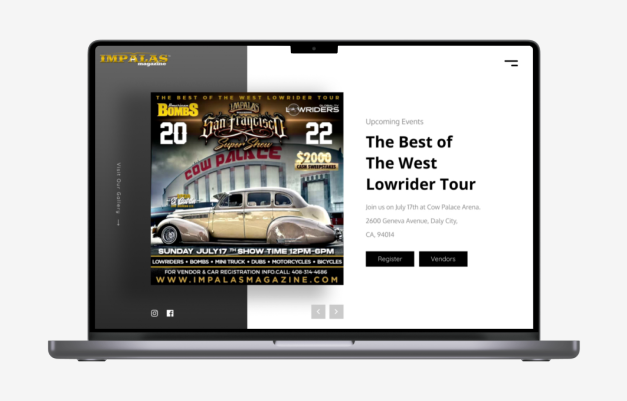 IMPALAS
magazine
Visit Our Gallery
THE BEST OF THE WEST LOWRIDER TOUR
BOMBS
IMPALAS
LOWRIDERS
20
San Francisco
22
Super Show
$2000
CASH SWEEPSTAKES
COW PALACE
SUNDAY JULY 17TH SHOW-TIME 12PM-6PM
LOWRIDERS • BOMBS • MINI TRUCK • DUBS • MOTORCYCLES • BICYCLES
FOR VENDOR & CAR REGISTRATION INFO CALL: 408-314-4686
WWW.IMPALASMAGAZINE.COM
Upcoming Events
The Best of
The West
Lowrider Tour
Join us on July 17th at Cow Palace Arena.
2600 Geneva Avenue, Daly City,
CA, 94014
Register
Vendors